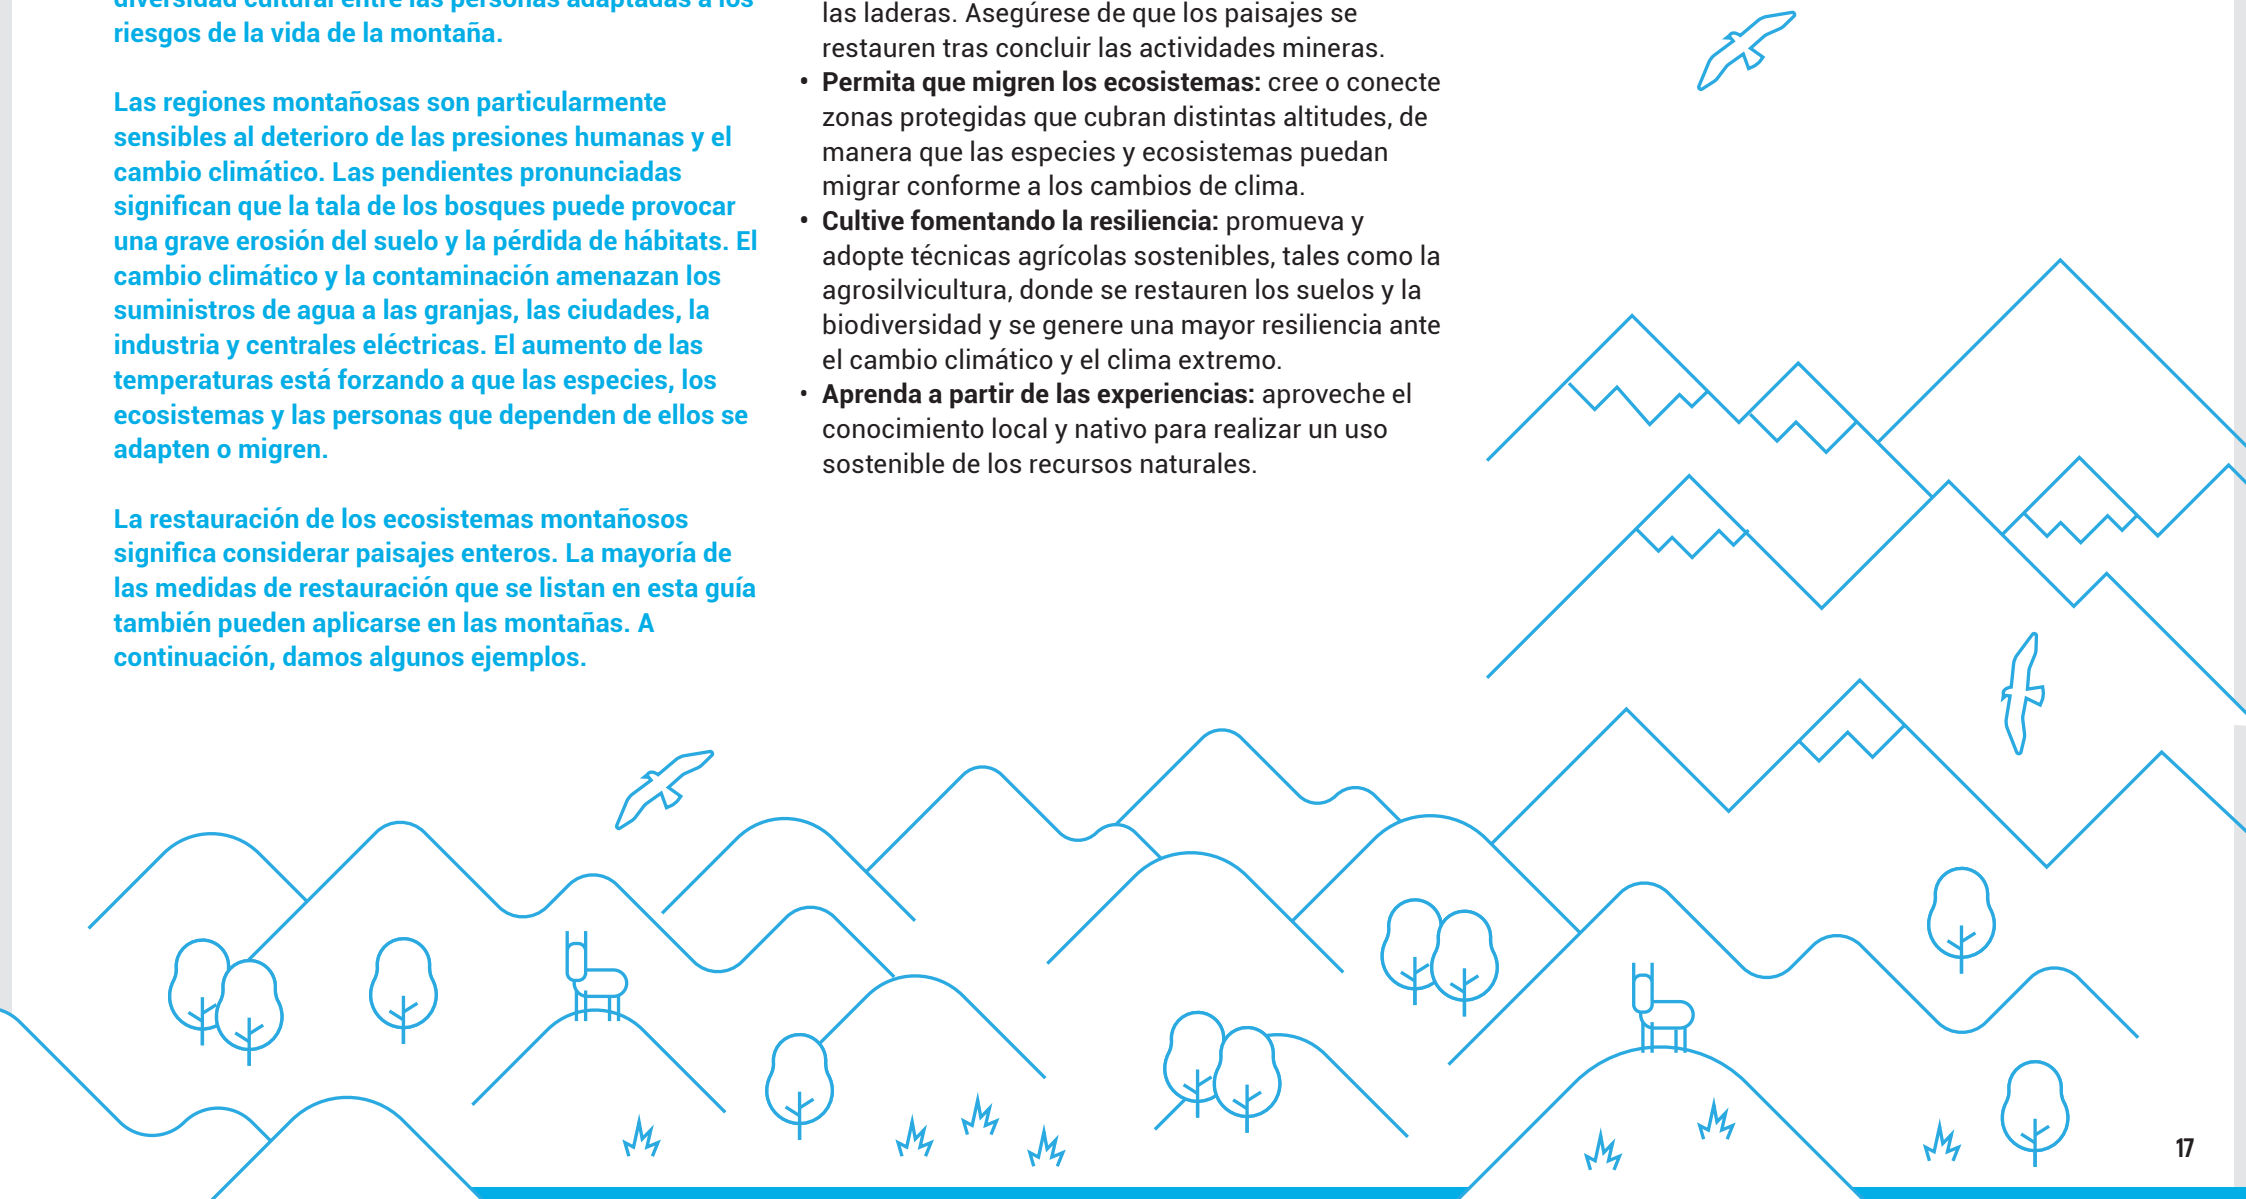 diversidad cultural entre las personas adaptadas a los
riesgos de la vida de la montaña.
Las regiones montañosas son particularmente
sensibles al deterioro de las presiones humanas y el
cambio climático. Las pendientes pronunciadas
significan que la tala de los bosques puede provocar
una grave erosión del suelo y la pérdida de hábitats. El
cambio climático y la contaminación amenazan los
suministros de agua a las granjas, las ciudades, la
industria y centrales eléctricas. El aumento de las
temperaturas está forzando a que las especies, los
ecosistemas y las personas que dependen de ellos se
adapten o migren.
La restauración de los ecosistemas montañosos
significa considerar paisajes enteros. La mayoría de
las medidas de restauración que se listan en esta guía
también pueden aplicarse en las montañas. A
continuación, damos algunos ejemplos.
las laderas. Asegúrese de que los paisajes se
restauren tras concluir las actividades mineras.
• Permita que migren los ecosistemas: cree o conecte
zonas protegidas que cubran distintas altitudes, de
manera que las especies y ecosistemas puedan
migrar conforme a los cambios de clima.
• Cultive fomentando la resiliencia: promueva y
adopte técnicas agrícolas sostenibles, tales como la
agrosilvicultura, donde se restauren los suelos y la
biodiversidad y se genere una mayor resiliencia ante
el cambio climático y el clima extremo.
• Aprenda a partir de las experiencias: aproveche el
conocimiento local y nativo para realizar un uso
sostenible de los recursos naturales.
17